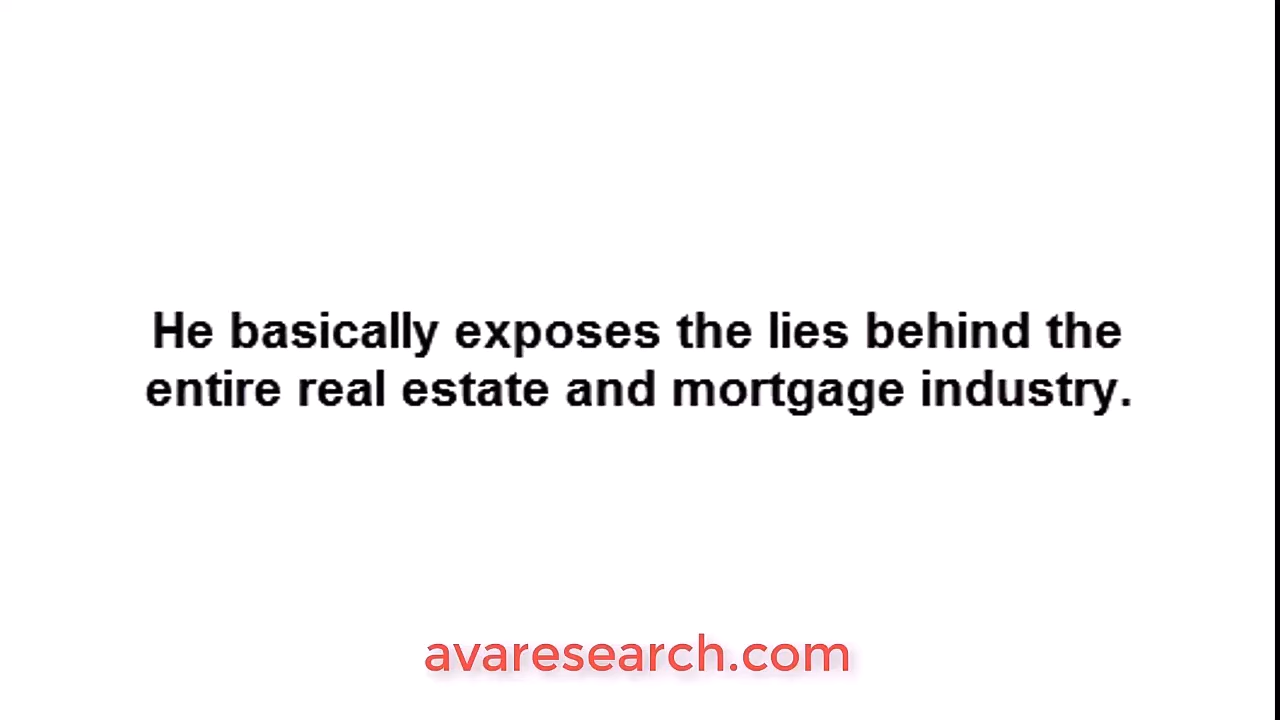 He basically exposes the lies behind the
entire real estate and mortgage industry.
avaresearch.com